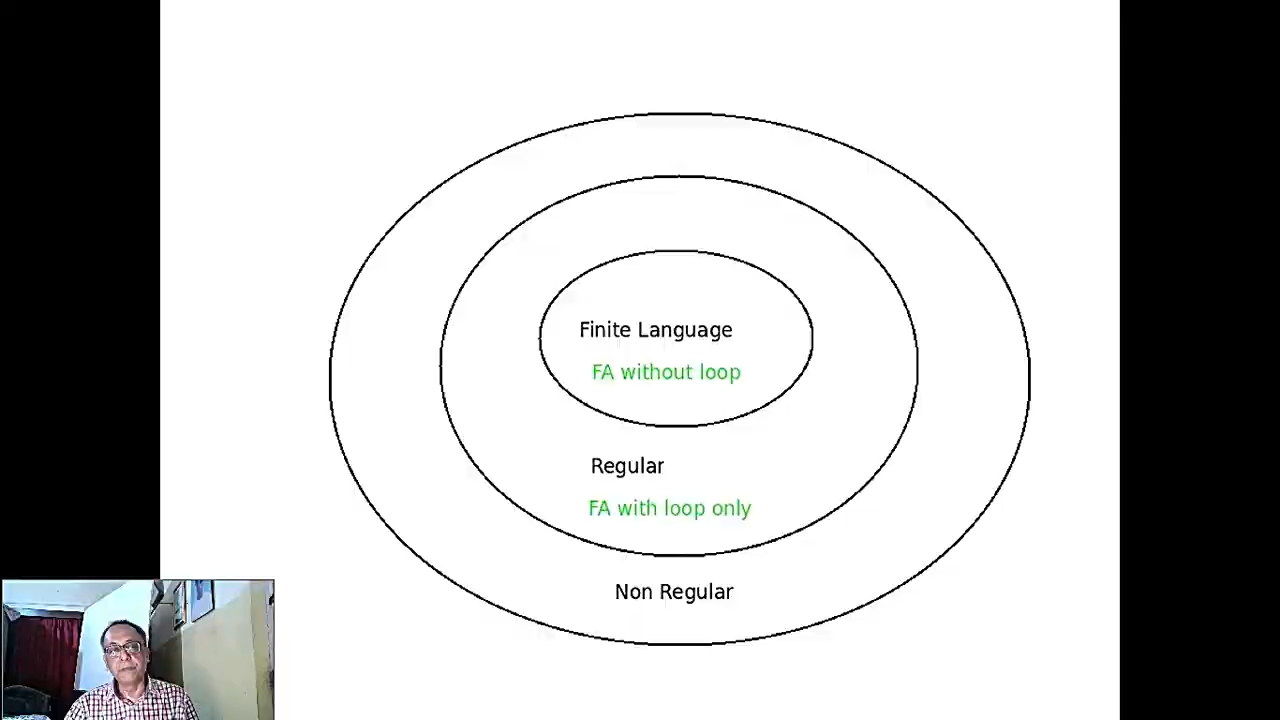 Finite Language
FA without loop
Regular
FA with loop only
Non Regular